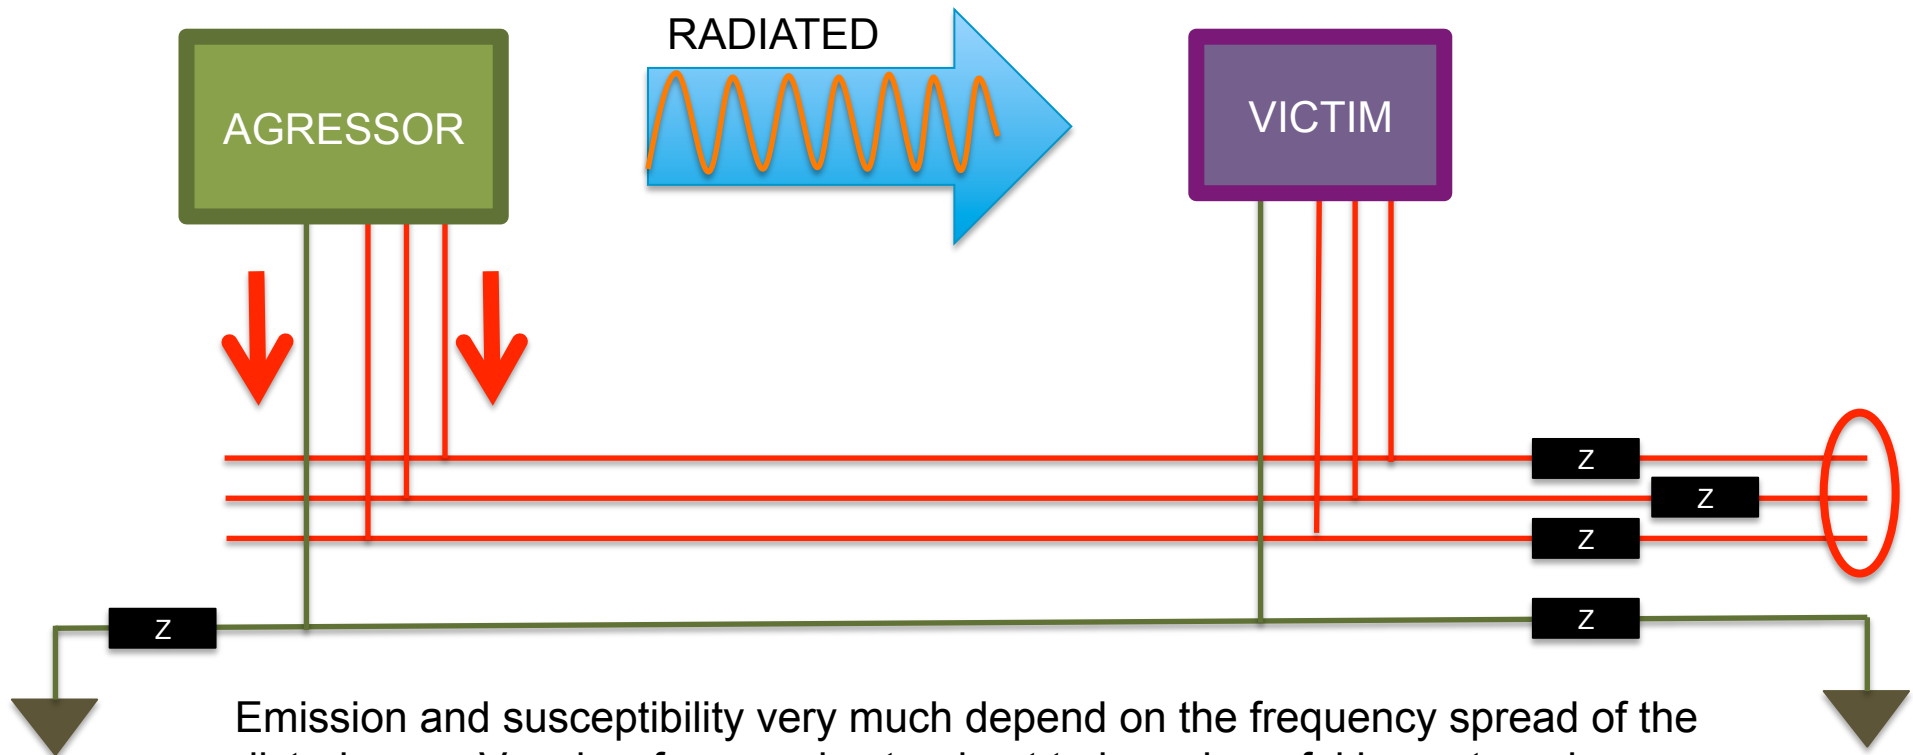 RADIATED
AGRESSOR
VICTIM
Z
Z
Z
Z
Z
Emission and susceptibility very much depend on the frequency spread of the